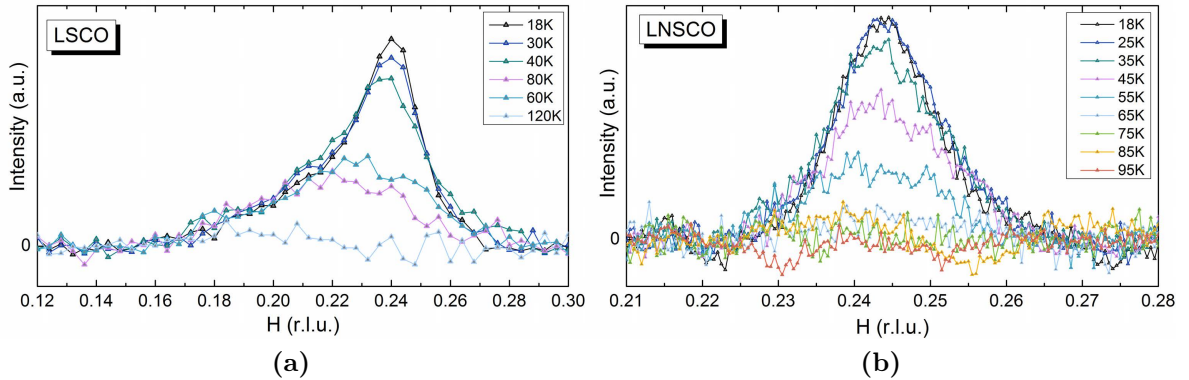 LSCO
18K
30K
40K
80K
60K
120K
Intensity (a.u.)
0
0.12 0.14 0.16 0.18 0.20 0.22 0.24 0.26 0.28 0.30
H (r.l.u.)
(a)
LNSCO
18K
25K
35K
45K
55K
65K
75K
85K
95K
Intensity (a.u.)
0
0.21 0.22 0.23 0.24 0.25 0.26 0.27 0.28
H (r.l.u.)
(b)